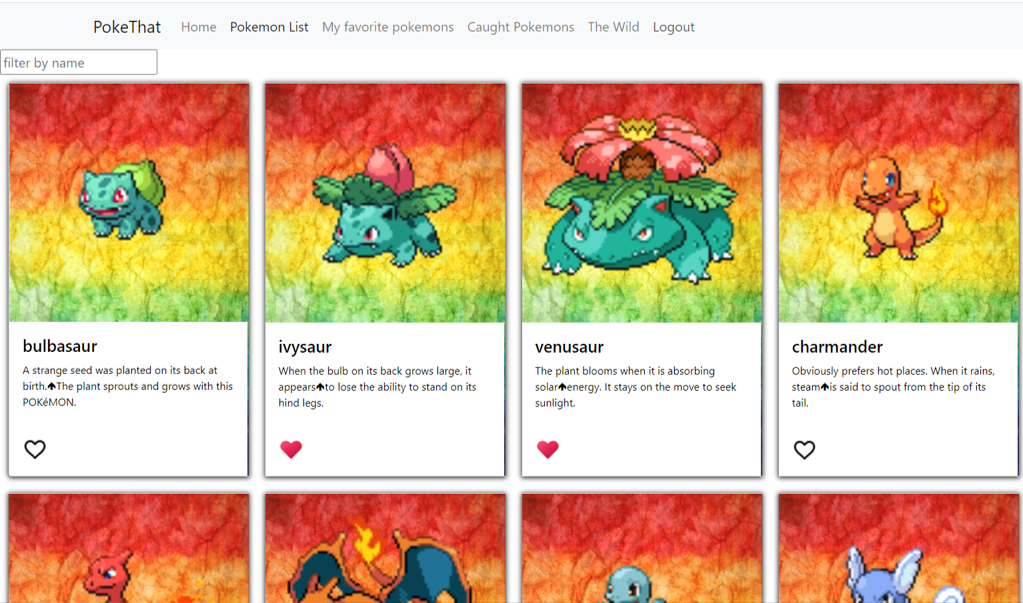 PokeThat Home Pokemon List My favorite pokemons Caught Pokemons The Wild Logout
filter by name
bulbasaur
A strange seed was planted on its back at
birth.🡹The plant sprouts and grows with this
POKéMON.
ivysaur
When the bulb on its back grows large, it
appears🡹to lose the ability to stand on its
hind legs.
venusaur
The plant blooms when it is absorbing
solar🡹energy. It stays on the move to seek
sunlight.
charmander
Obviously prefers hot places. When it rains,
steam🡹is said to spout from the tip of its
tail.